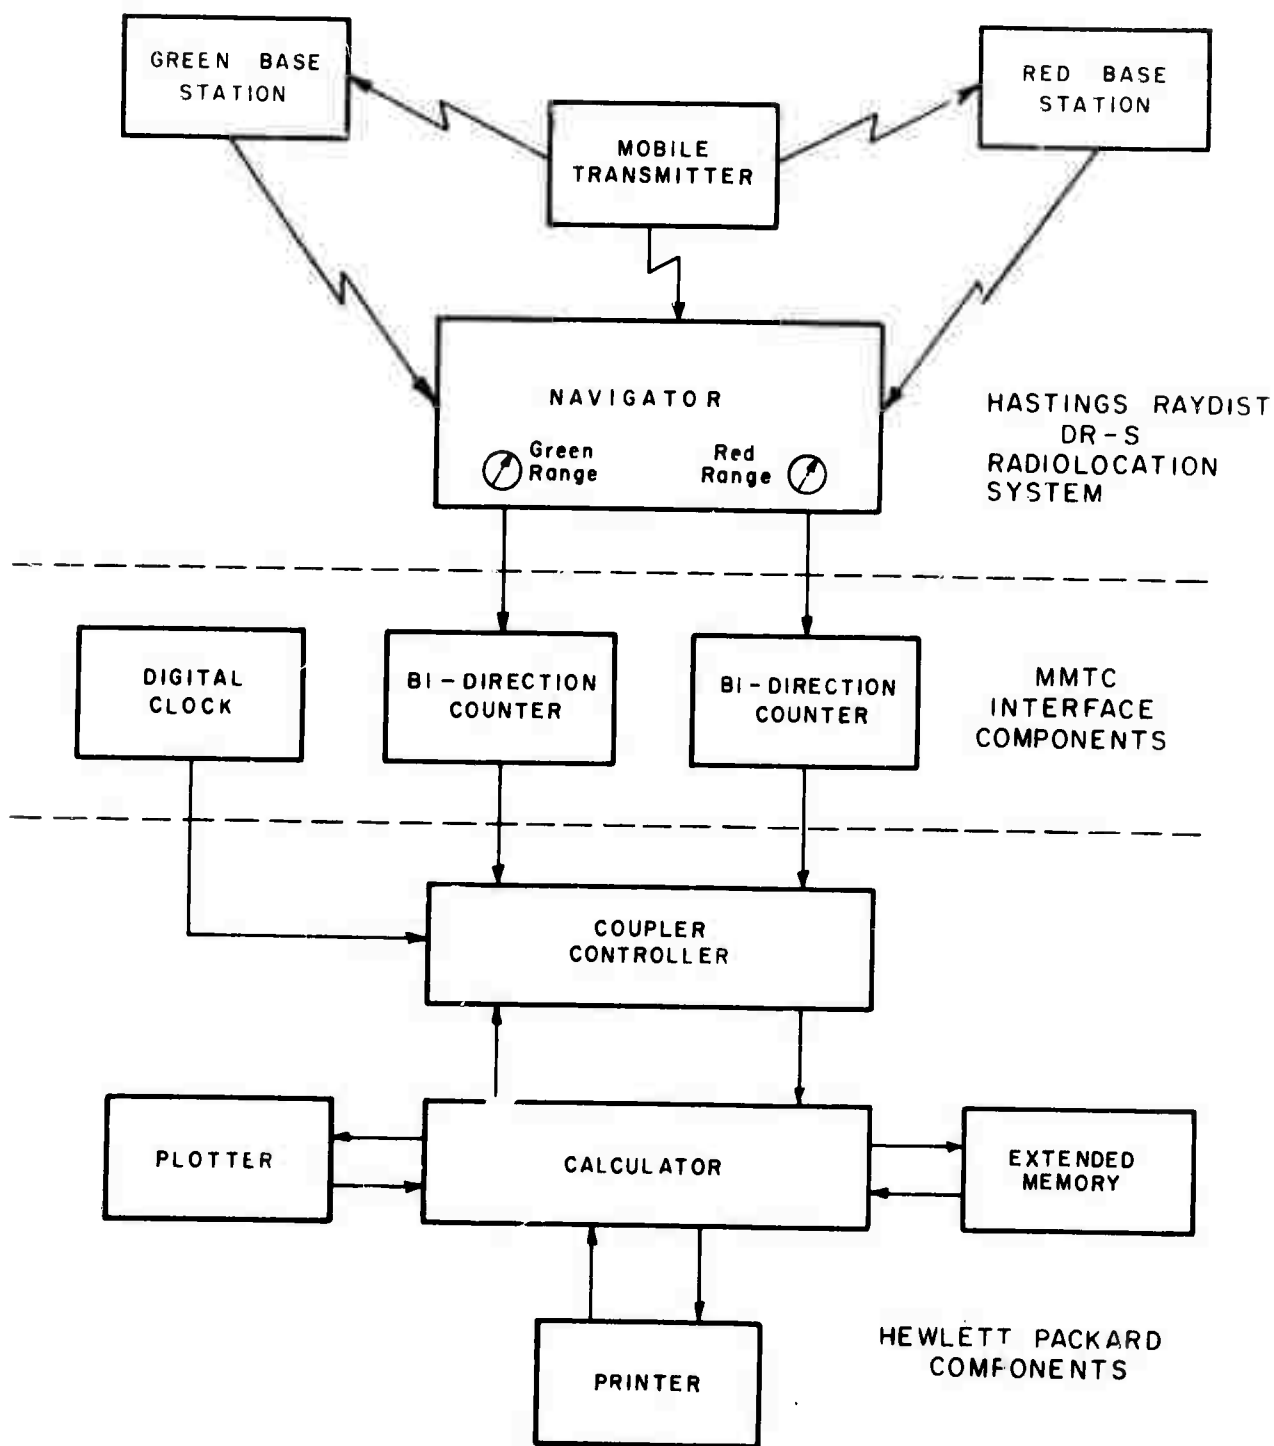 GREEN BASE
STATION
RED BASE
STATION
MOBILE
TRANSMITTER
NAVIGATOR
Green
Range
Red
Range
HASTINGS RAYDIST
DR-S
RADIOLOCATION
SYSTEM
DIGITAL
CLOCK
BI-DIRECTION
COUNTER
BI-DIRECTION
COUNTER
MMTC
INTERFACE
COMPONENTS
COUPLER
CONTROLLER
PLOTTER
CALCULATOR
EXTENDED
MEMORY
PRINTER
HEWLETT PACKARD
COMPONENTS